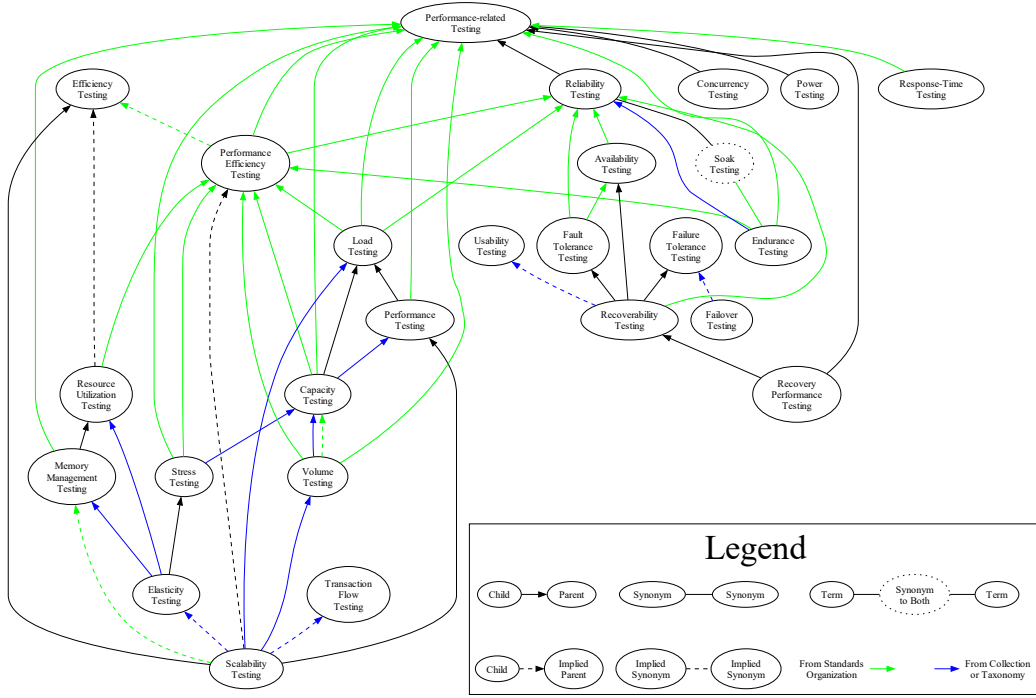 Performance-related
Testing
Efficiency
Testing
Reliability
Testing
Concurrency
Testing
Power
Testing
Response-Time
Testing
Performance
Efficiency
Testing
Availability
Testing
Soak
Testing
Load
Testing
Usability
Testing
Fault
Tolerance
Testing
Failure
Tolerance
Testing
Endurance
Testing
Performance
Testing
Recoverability
Testing
Failover
Testing
Resource
Utilization
Testing
Capacity
Testing
Recovery
Performance
Testing
Memory
Management
Testing
Stress
Testing
Volume
Testing
Elasticity
Testing
Transaction
Flow
Testing
Scalability
Testing
Legend
Child
Parent
Synonym
Synonym
Term
Synonym
to Both
Term
Child
Implied
Parent
Implied
Synonym
Implied
Synonym
From Standards
Organization
From Collection
or Taxonomy